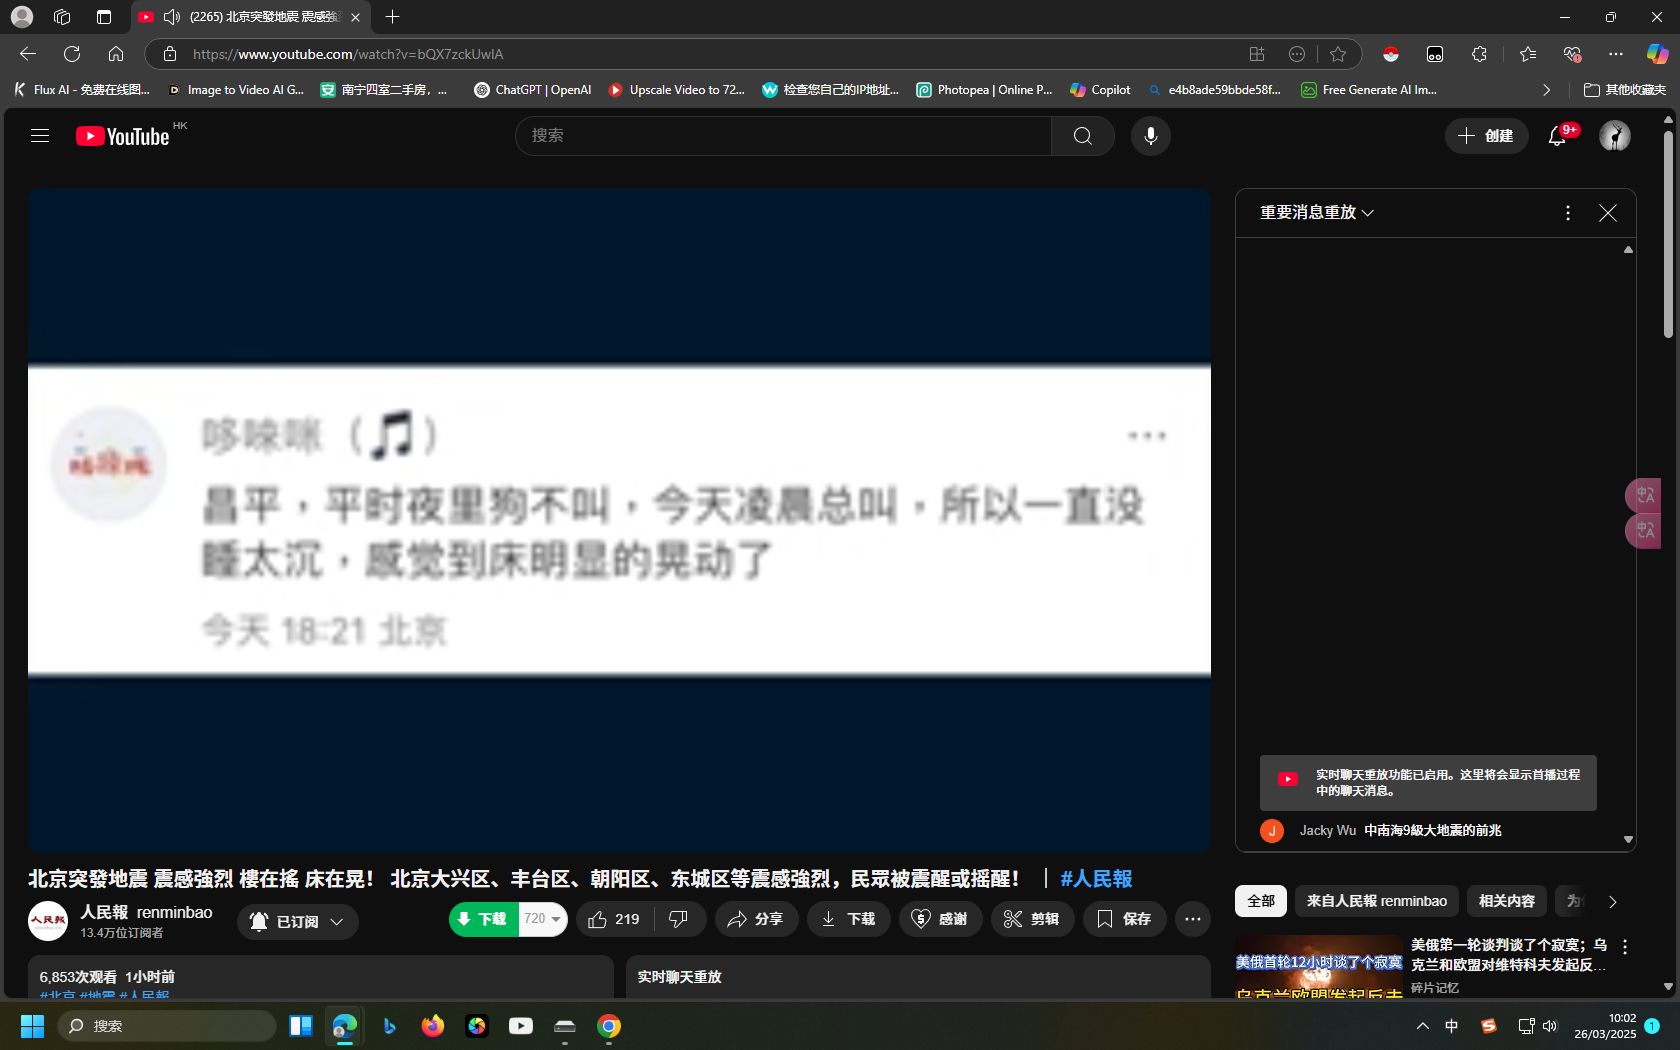 (2265) 北京突發地震 震感強
https://www.youtube.com/watch?v=bQX7zckUwIA
Flux AI - 免费在线图...
Image to Video AI G...
南宁四室二手房，...
ChatGPT | OpenAI
Upscale Video to 72...
检查您自己的IP地址...
Photopea | Online P...
Copilot
e4b8ade59bbde58f...
Free Generate AI Im...
其他收藏夹
YouTube HK
搜索
创建
9+
哆唻咪（🎵）
昌平，平时夜里狗不叫，今天凌晨总叫，所以一直没
睡太沉，感觉到床明显的晃动了
今天 18:21 北京
重要消息重放
实时聊天重放功能已启用。这里将会显示首播过程
中的聊天消息。
J
Jacky Wu 中南海9級大地震的前兆
北京突發地震 震感強烈 樓在搖 床在晃！ 北京大兴区、丰台区、朝阳区、东城区等震感強烈，民眾被震醒或摇醒！ ｜ #人民報
人民報
人民報 renminbao
13.4万位订阅者
已订阅
下载
720
219
分享
下载
感谢
剪辑
保存
全部
来自人民報 renminbao
相关内容
6,853次观看 1小时前
#北京 #地震 #人民報
实时聊天重放
美俄首轮12小时谈了个寂寞
乌克兰欧盟发起反击
美俄第一轮谈判谈了个寂寞；乌
克兰和欧盟对维特科夫发起反...
碎片记忆
搜索
中
10:02
26/03/2025
1